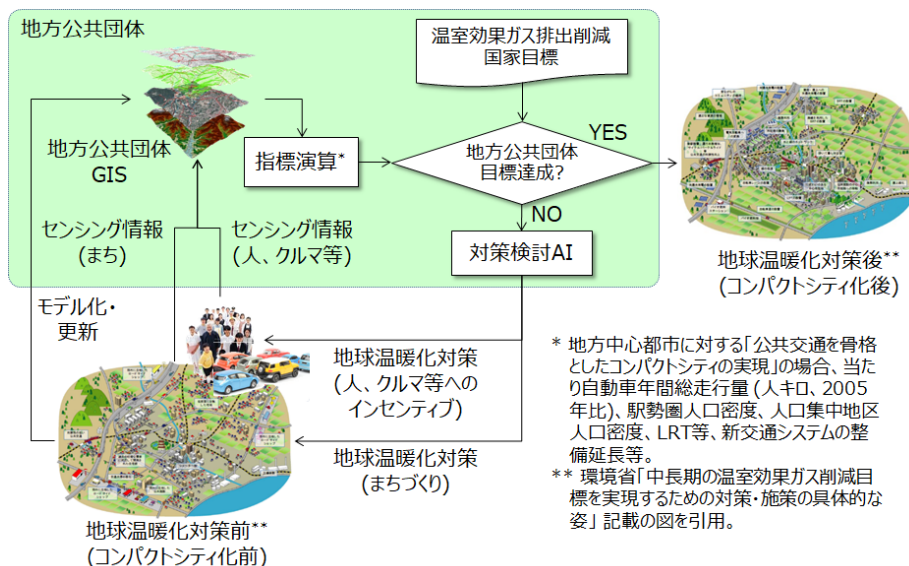 地方公共団体
温室効果ガス排出削減
国家目標
地方公共団体
GIS
指標演算*
地方公共団体
目標達成?
YES
NO
センシング情報
(まち)
センシング情報
(人、クルマ等)
対策検討AI
地球温暖化対策後**
(コンパクトシティ化後)
モデル化・
更新
地球温暖化対策
(人、クルマ等への
インセンティブ)
地球温暖化対策
(まちづくり)
地球温暖化対策前**
(コンパクトシティ化前)
* 地方中心都市に対する「公共交通を骨格
としたコンパクトシティの実現」の場合、当たり
自動車年間総走行量(人キロ、2005
年比)、駅勢圏人口密度、人口集中地区
人口密度、LRT等、新交通システムの整
備延長等。
** 環境省「中長期の温室効果ガス削減目
標を実現するための対策・施策の具体的な
姿」記載の図を引用。